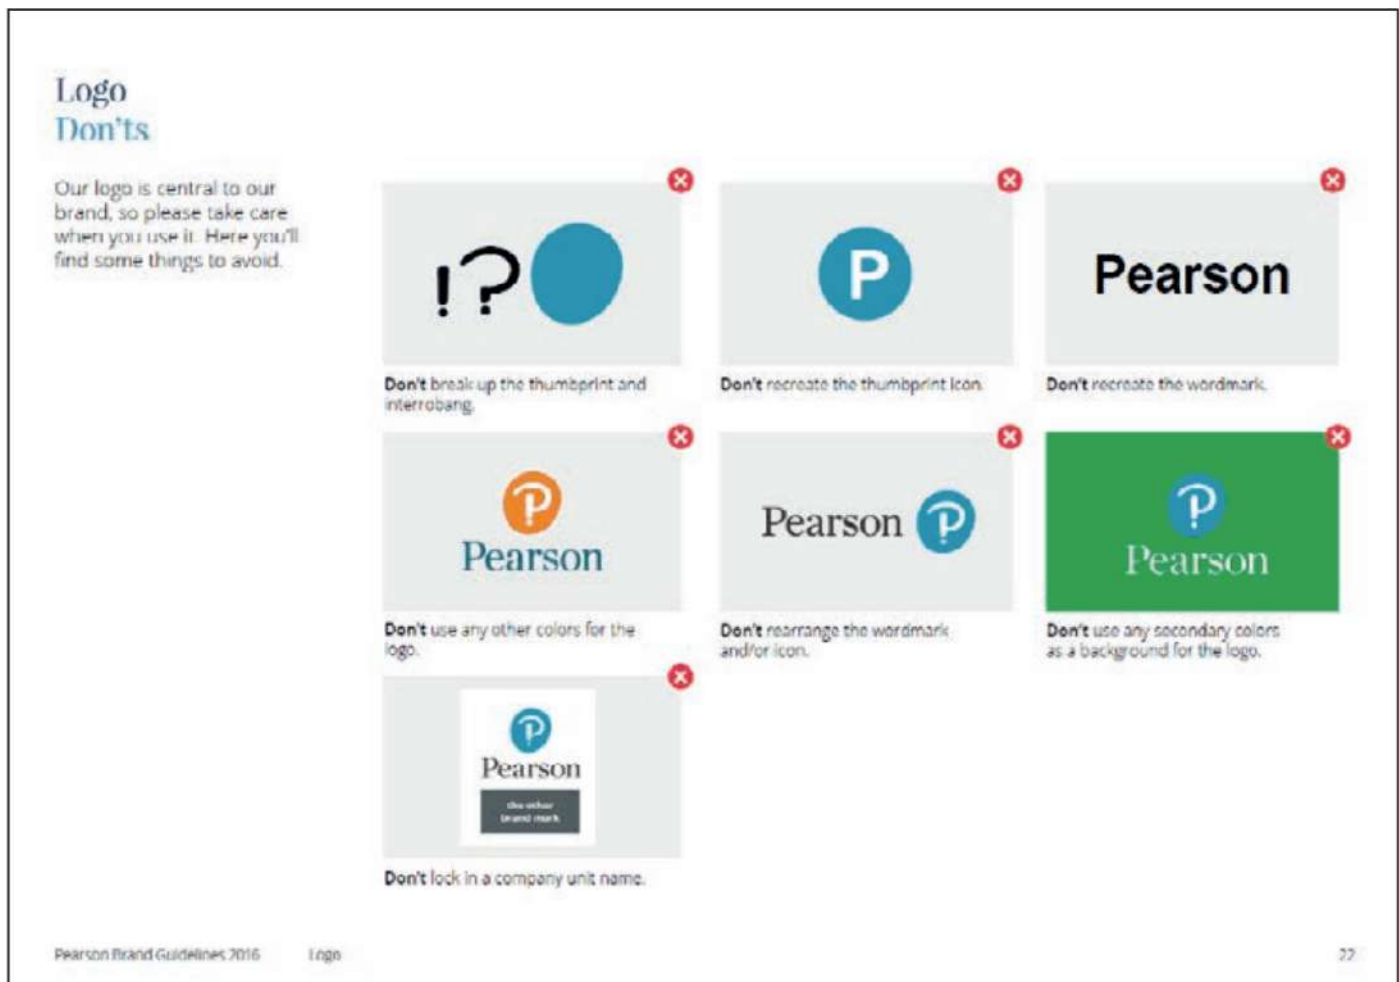 Logo
Don'ts
Our logo is central to our
brand, so please take care
when you use it. Here you'll
find some things to avoid.
!?
Don't break up the thumbprint and
interrobang.
P
Don't recreate the thumbprint icon.
Pearson
Don't recreate the wordmark.
P
Pearson
Don't use any other colors for the
logo.
Pearson P
Don't rearrange the wordmark
and/or icon.
P
Pearson
Don't use any secondary colors
as a background for the logo.
P
Pearson
the other
brand mark
Don't lock in a company unit name.
Pearson Brand Guidelines 2016 Logo 22